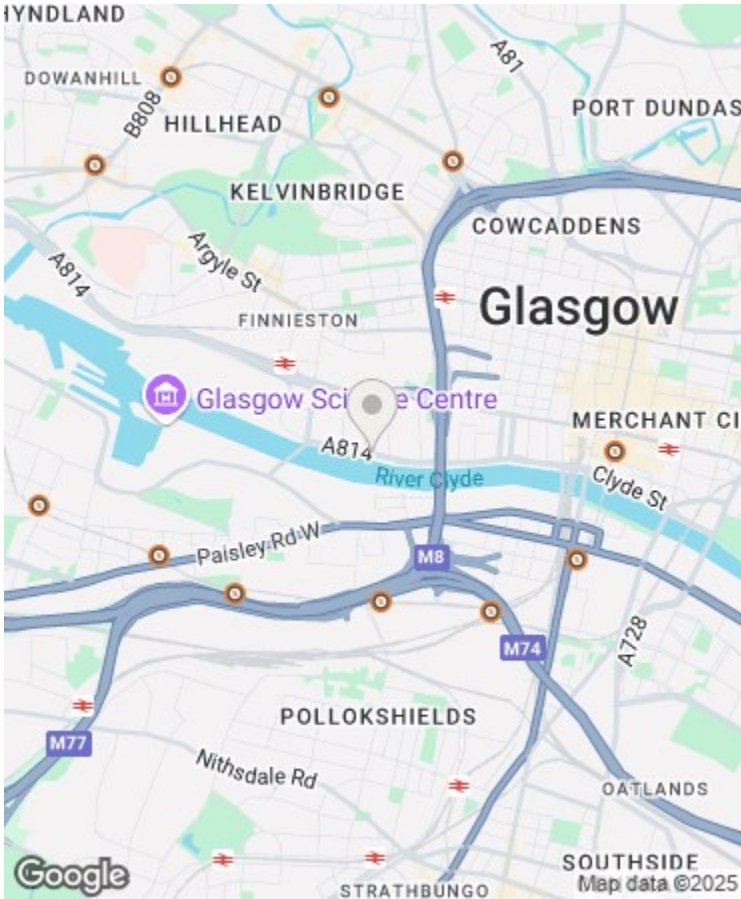 HYNDLAND
DOWANHILL
B808
HILLHEAD
A81
PORT DUNDAS
KELVINBRIDGE
COWCADDENS
Argyle St
A814
FINNIESTON
Glasgow
Glasgow Science Centre
MERCHANT CI
A814
River Clyde
Clyde St
Paisley Rd W
M8
A728
M74
POLLOKSHIELDS
M77
Nithsdale Rd
OATLANDS
SOUTHSIDE
Google
Map data ©2025
STRATHBUNGO